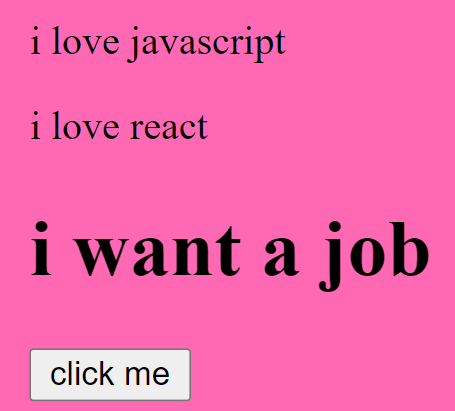 i love javascript
i love react
i want a job
click me